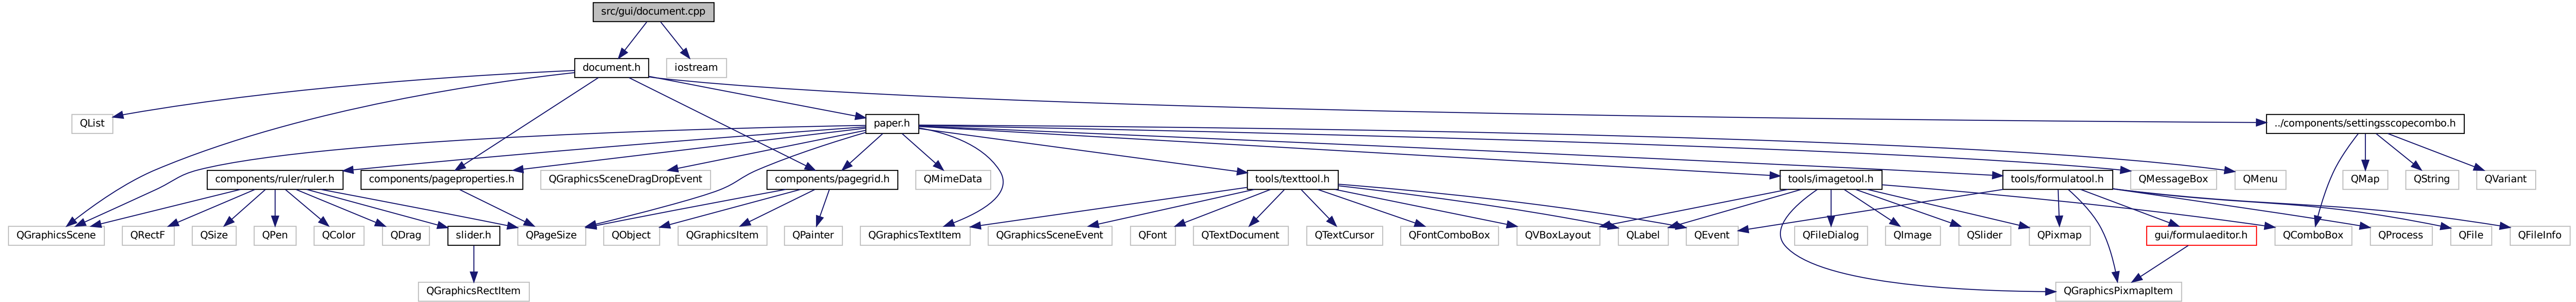 src/gui/document.cpp
document.h
iostream
QList
paper.h
../components/settingsscopecombo.h
components/ruler/ruler.h
components/pageproperties.h
QGraphicsSceneDragDropEvent
components/pagegrid.h
QMimeData
tools/texttool.h
tools/imagetool.h
tools/formulatool.h
QMessageBox
QMenu
QMap
QString
QVariant
QGraphicsScene
QRectF
QSize
QPen
QColor
QDrag
slider.h
QPageSize
QObject
QGraphicsItem
QPainter
QGraphicsTextItem
QGraphicsSceneEvent
QFont
QTextDocument
QTextCursor
QFontComboBox
QVBoxLayout
QLabel
QEvent
QFileDialog
QImage
QSlider
QPixmap
gui/formulaeditor.h
QComboBox
QProcess
QFile
QFileInfo
QGraphicsRectItem
QGraphicsPixmapItem